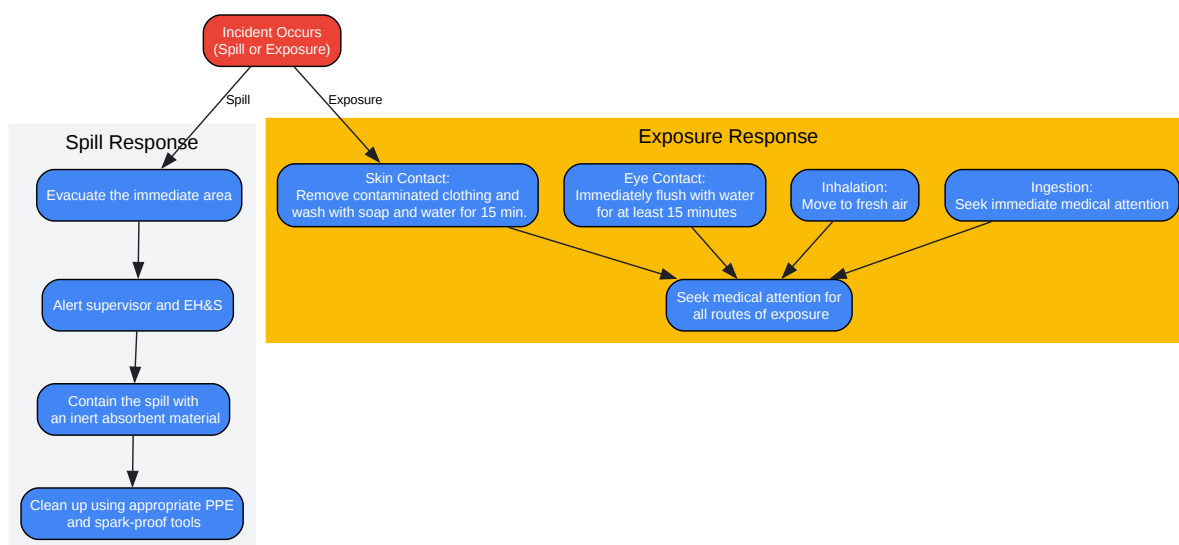 Incident Occurs
(Spill or Exposure)
Spill
Exposure
Spill Response
Evacuate the immediate area
Alert supervisor and EH&S
Contain the spill with
an inert absorbent material
Clean up using appropriate PPE
and spark-proof tools
Exposure Response
Skin Contact:
Remove contaminated clothing and
wash with soap and water for 15 min.
Eye Contact:
Immediately flush with water
for at least 15 minutes
Inhalation:
Move to fresh air
Ingestion:
Seek immediate medical attention
Seek medical attention for
all routes of exposure